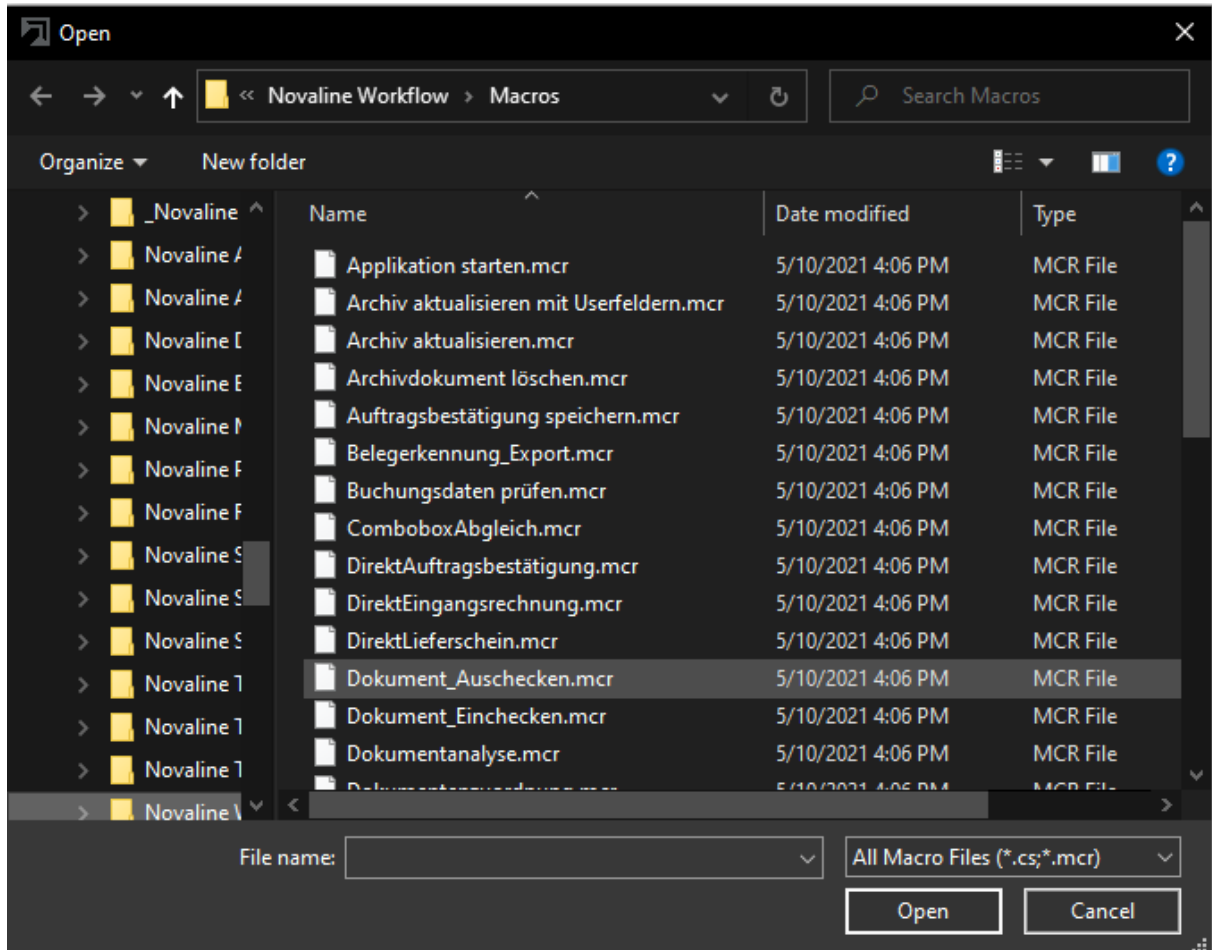 Open
Novaline Workflow > Macros
Search Macros
Organize
New folder
Name
Date modified
Type
_Novaline
Novaline
Novaline
Novaline
Novaline
Novaline
Novaline
Novaline
Novaline
Novaline
Novaline
Novaline
Novaline
Novaline
Novaline
Applikation starten.mcr 5/10/2021 4:06 PM MCR File
Archiv aktualisieren mit Userfeldern.mcr 5/10/2021 4:06 PM MCR File
Archiv aktualisieren.mcr 5/10/2021 4:06 PM MCR File
Archivdokument löschen.mcr 5/10/2021 4:06 PM MCR File
Auftragsbestätigung speichern.mcr 5/10/2021 4:06 PM MCR File
Belegerkennung_Export.mcr 5/10/2021 4:06 PM MCR File
Buchungsdaten prüfen.mcr 5/10/2021 4:06 PM MCR File
ComboboxAbgleich.mcr 5/10/2021 4:06 PM MCR File
DirektAuftragsbestätigung.mcr 5/10/2021 4:06 PM MCR File
DirektEingangsrechnung.mcr 5/10/2021 4:06 PM MCR File
DirektLieferschein.mcr 5/10/2021 4:06 PM MCR File
Dokument_Auschecken.mcr 5/10/2021 4:06 PM MCR File
Dokument_Einchecken.mcr 5/10/2021 4:06 PM MCR File
Dokumentanalyse.mcr 5/10/2021 4:06 PM MCR File
File name:
All Macro Files (*.cs;*.mcr)
Open
Cancel